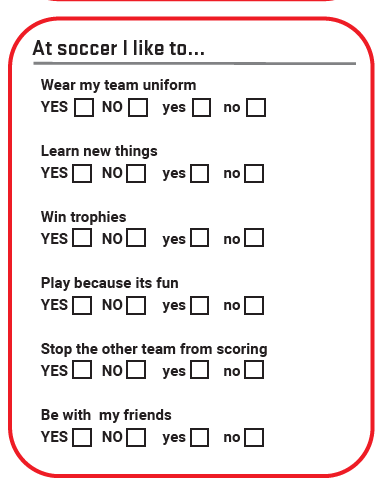 At soccer I like to...
Wear my team uniform
YES NO yes no
Learn new things
YES NO yes no
Win trophies
YES NO yes no
Play because its fun
YES NO yes no
Stop the other team from scoring
YES NO yes no
Be with  my friends
YES NO yes no